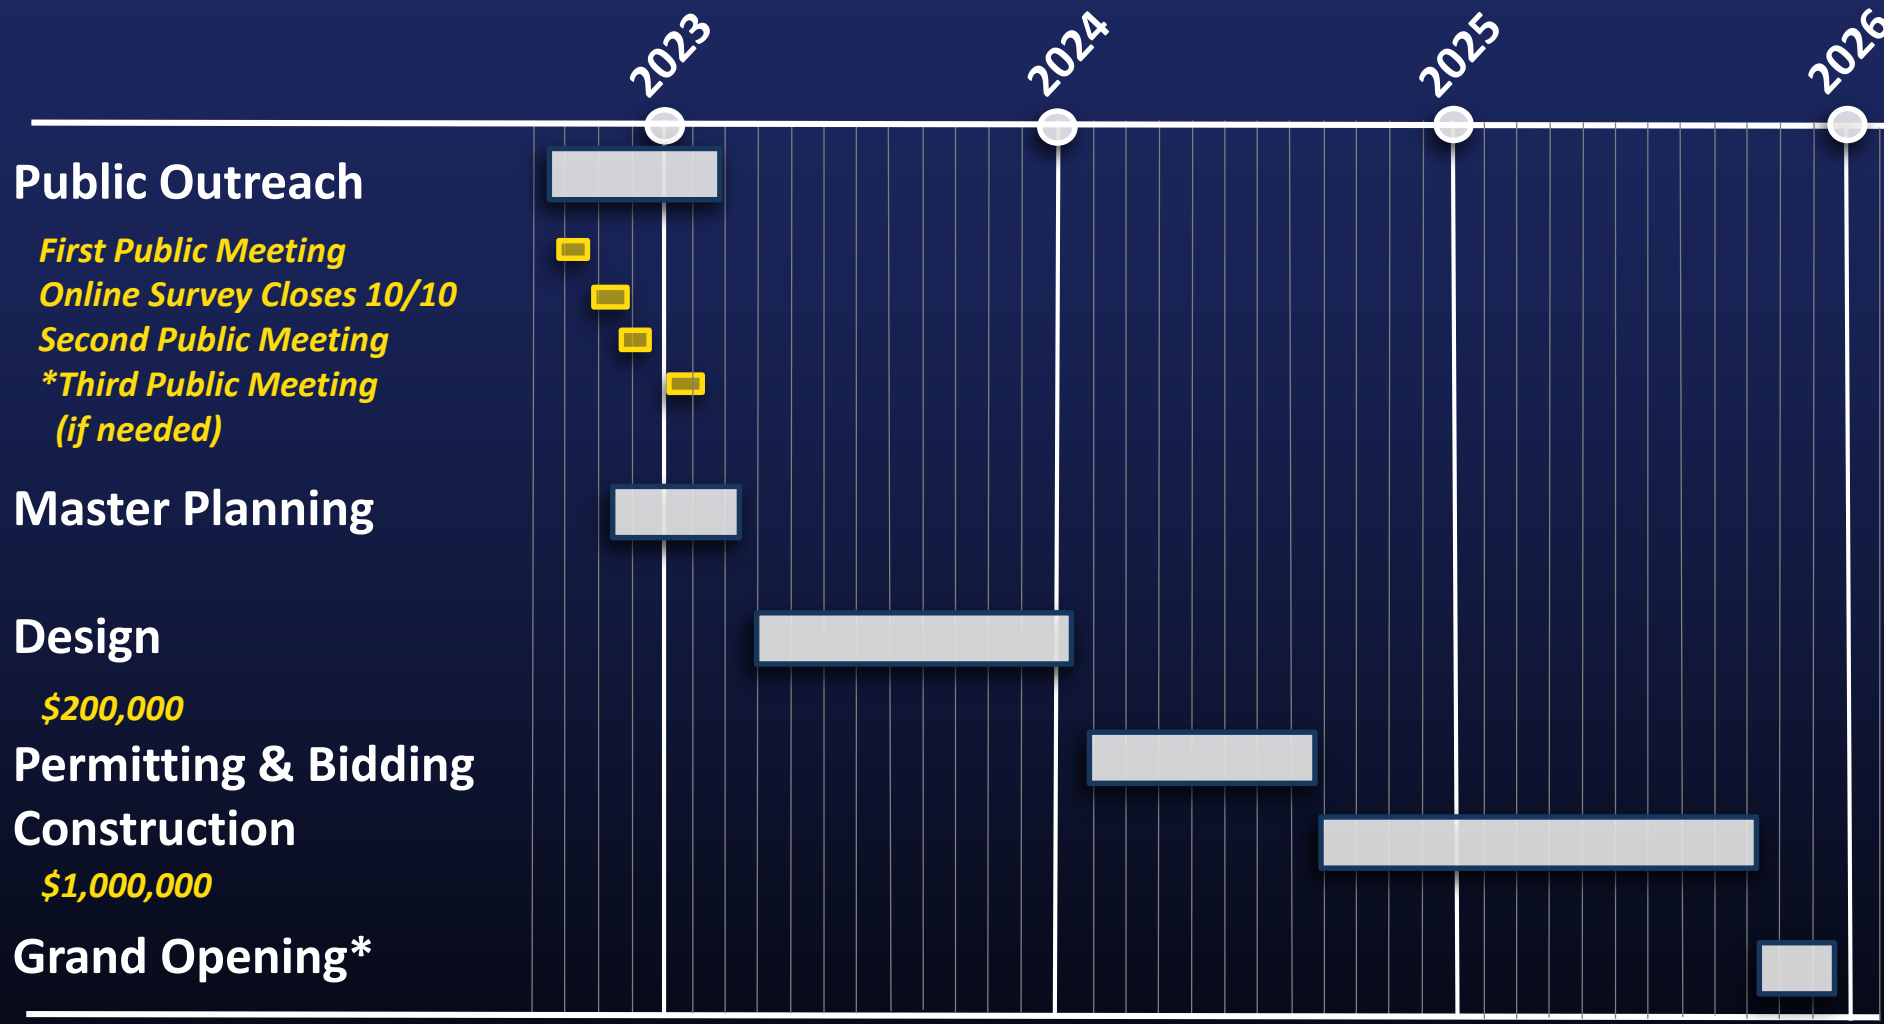 2023
2024
2025
2026
Public Outreach
First Public Meeting
Online Survey Closes 10/10
Second Public Meeting
*Third Public Meeting
(if needed)
Master Planning
Design
$200,000
Permitting & Bidding
Construction
$1,000,000
Grand Opening*